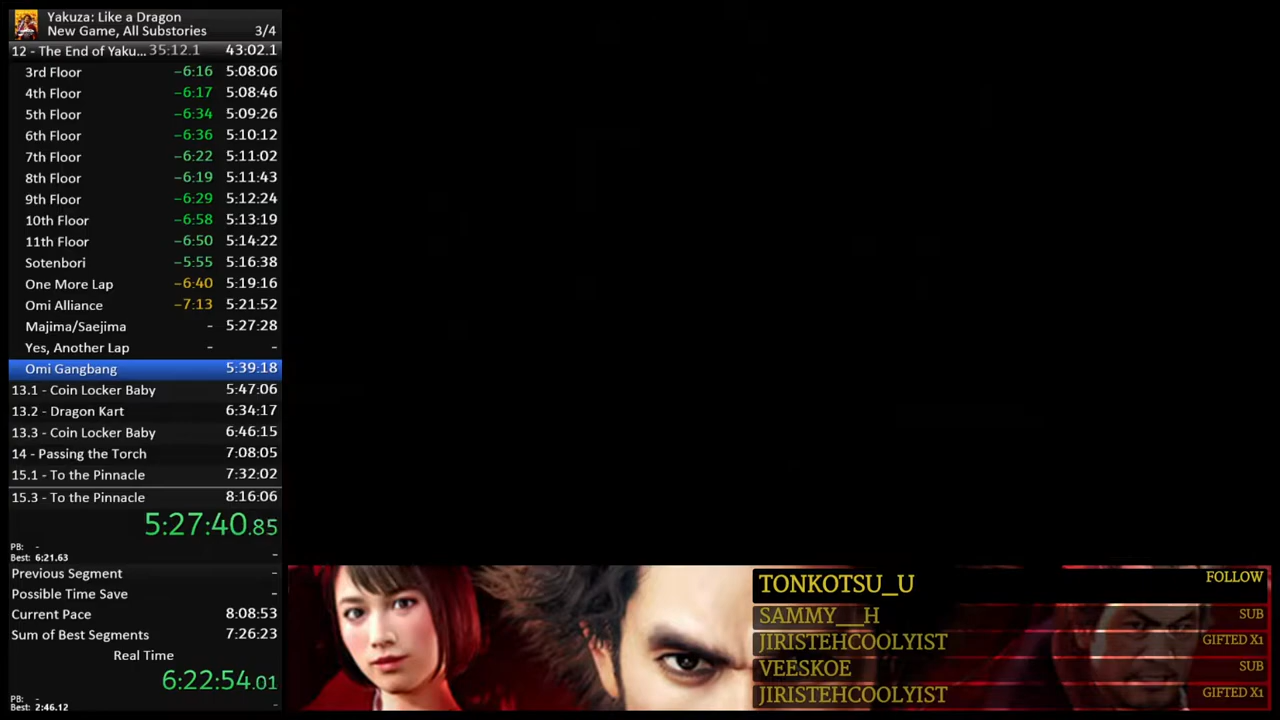 Yakuza: Like a Dragon
New Game, All Substories 3/4
12 - The End of Yaku... 35:12.1 43:02.1
3rd Floor −6:16 5:08:06
4th Floor −6:17 5:08:46
5th Floor −6:34 5:09:26
6th Floor −6:36 5:10:12
7th Floor −6:22 5:11:02
8th Floor −6:19 5:11:43
9th Floor −6:29 5:12:24
10th Floor −6:58 5:13:19
11th Floor −6:50 5:14:22
Sotenbori −5:55 5:16:38
One More Lap −6:40 5:19:16
Omi Alliance −7:13 5:21:52
Majima/Saejima - 5:27:28
Yes, Another Lap - -
Omi Gangbang 5:39:18
13.1 - Coin Locker Baby 5:47:06
13.2 - Dragon Kart 6:34:17
13.3 - Coin Locker Baby 6:46:15
14 - Passing the Torch 7:08:05
15.1 - To the Pinnacle 7:32:02
15.3 - To the Pinnacle 8:16:06
5:27:40.85
PB: -
Best: 6:21.63 -
Previous Segment -
Possible Time Save -
Current Pace 8:08:53
Sum of Best Segments 7:26:23
Real Time
6:22:54.01
PB: -
Best: 2:46.12 -
TONKOTSU_U FOLLOW
SAMMY__H SUB
JIRISTEHCOOLYIST GIFTED X1
VEESKOE SUB
JIRISTEHCOOLYIST GIFTED X1